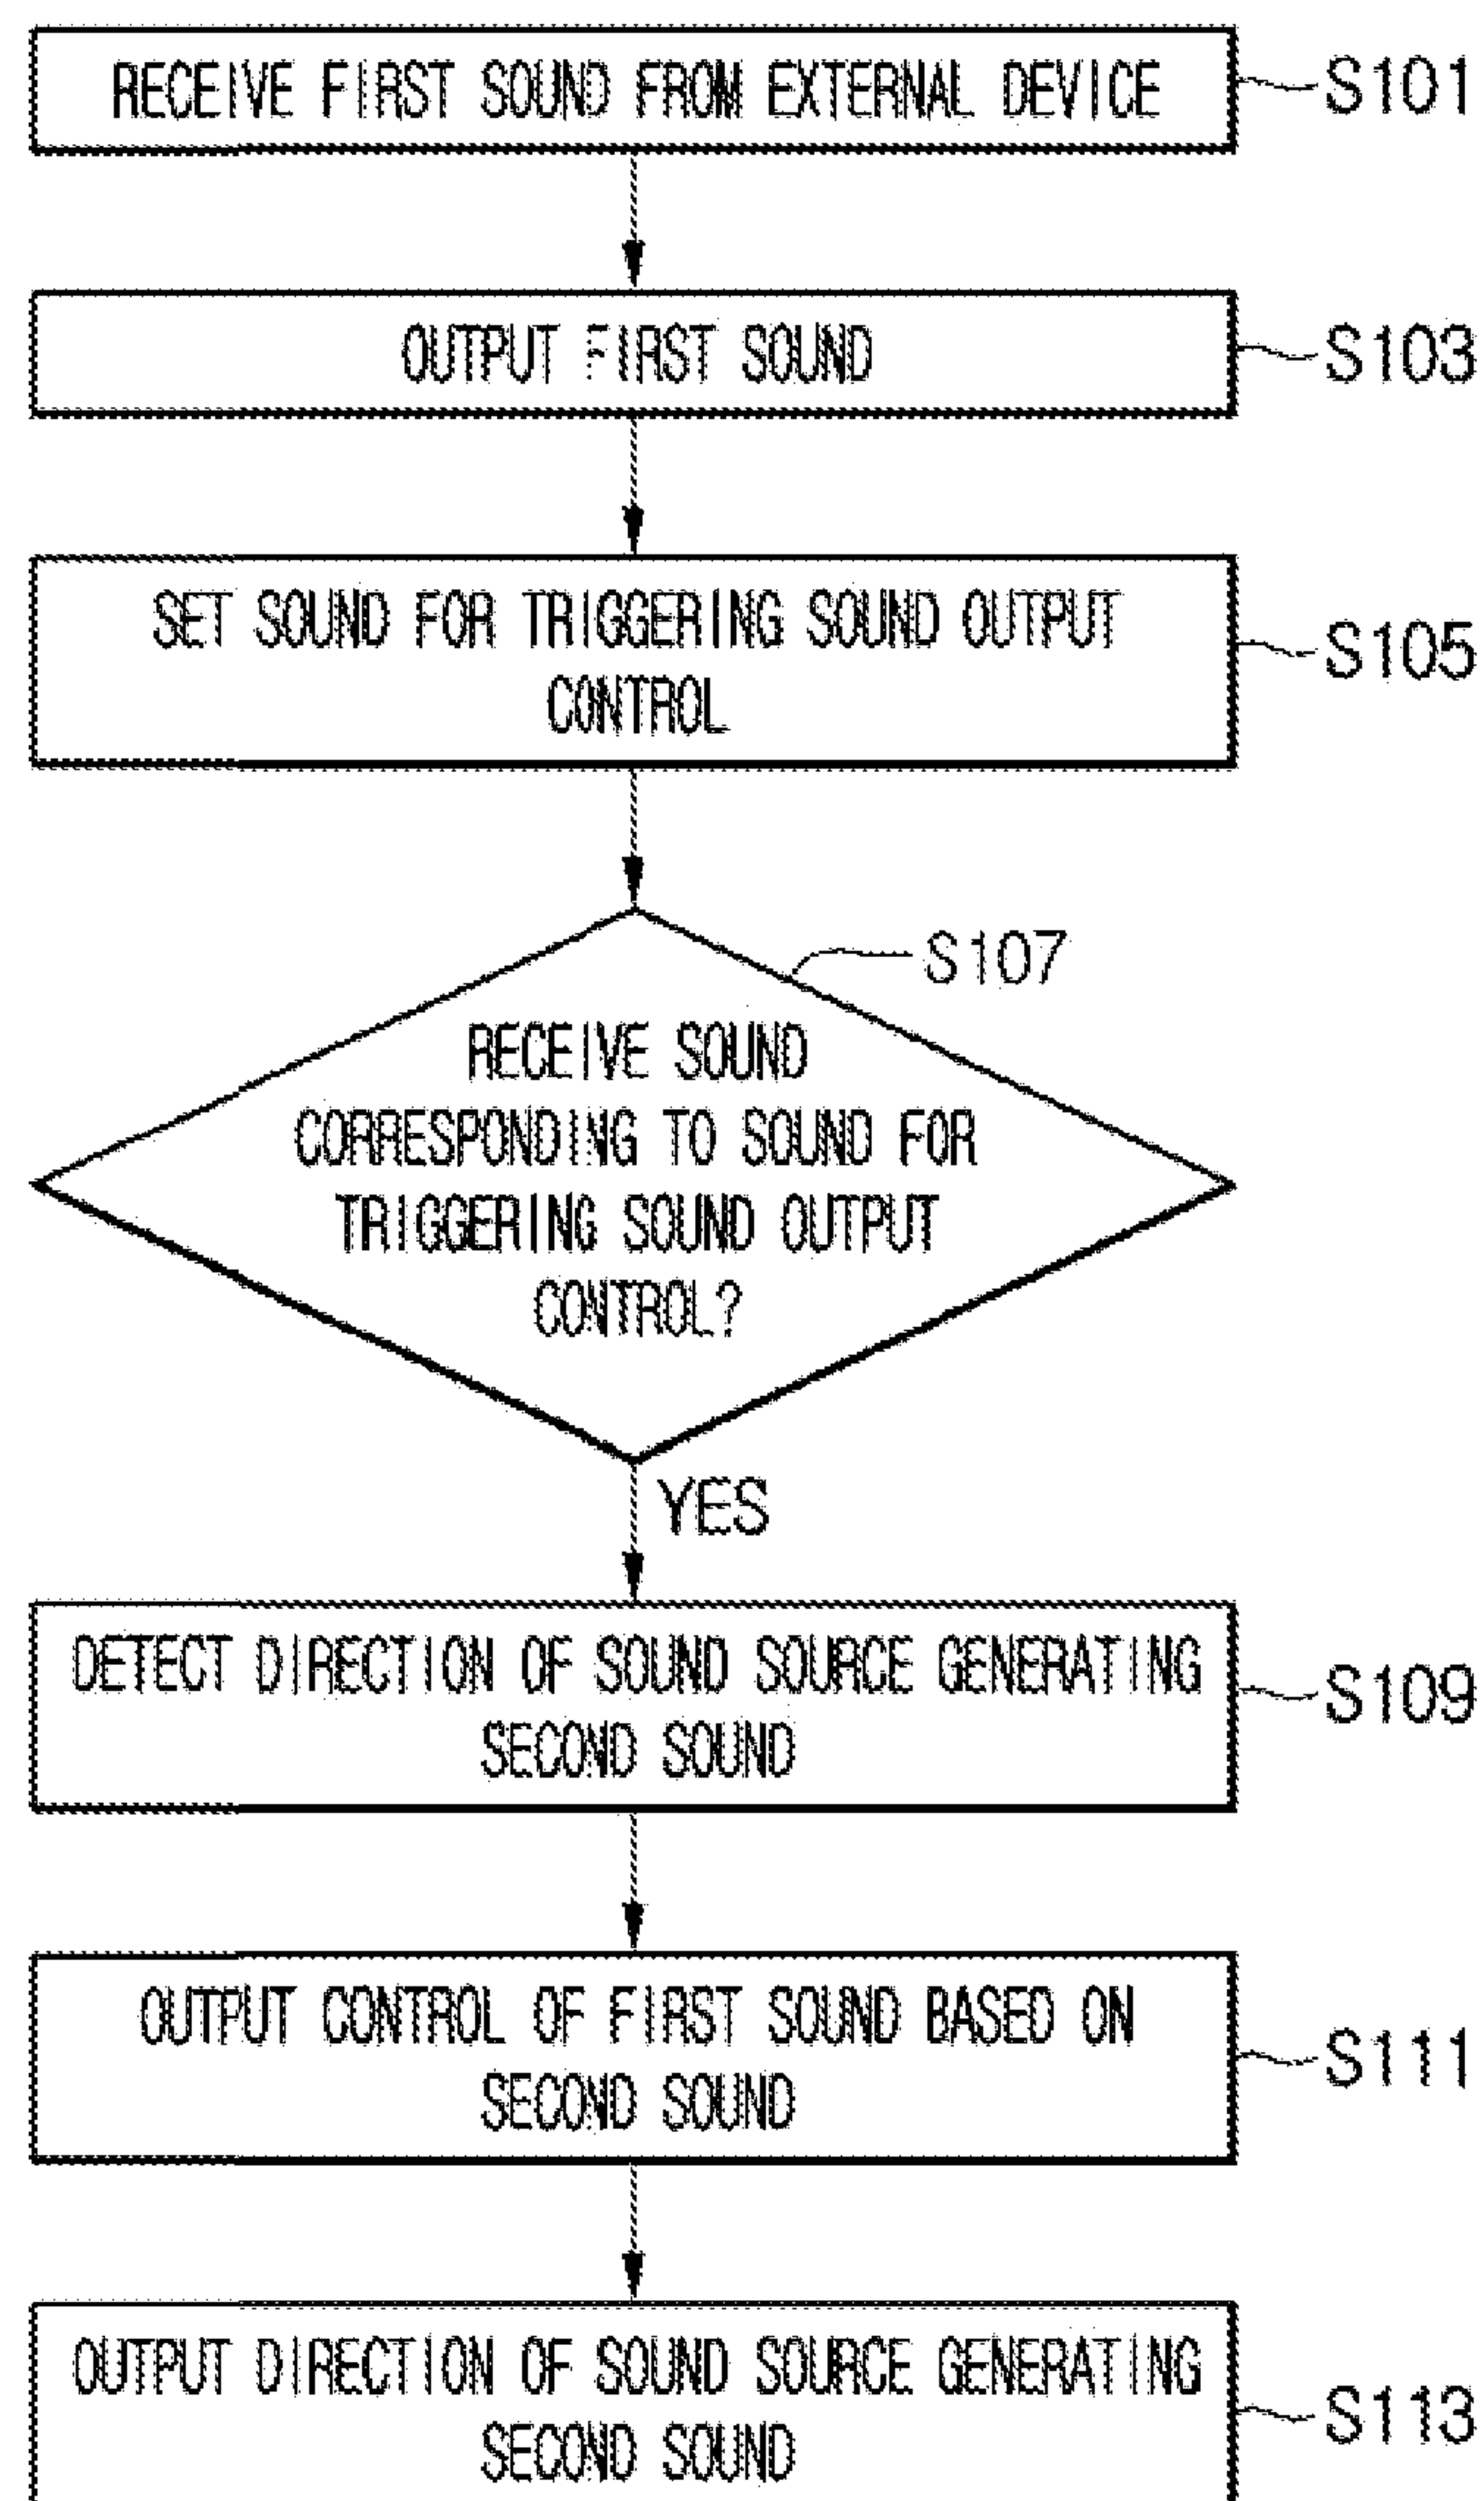 RECEIVE FIRST SOUND FROM EXTERNAL DEVICE
S101
OUTPUT FIRST SOUND
S103
SET SOUND FOR TRIGGERING SOUND OUTPUT
CONTROL
S105
S107
RECEIVE SOUND
CORRESPONDING TO SOUND FOR
TRIGGERING SOUND OUTPUT
CONTROL?
YES
DETECT DIRECTION OF SOUND SOURCE GENERATING
SECOND SOUND
S109
OUTPUT CONTROL OF FIRST SOUND BASED ON
SECOND SOUND
S111
OUTPUT DIRECTION OF SOUND SOURCE GENERATING
SECOND SOUND
S113